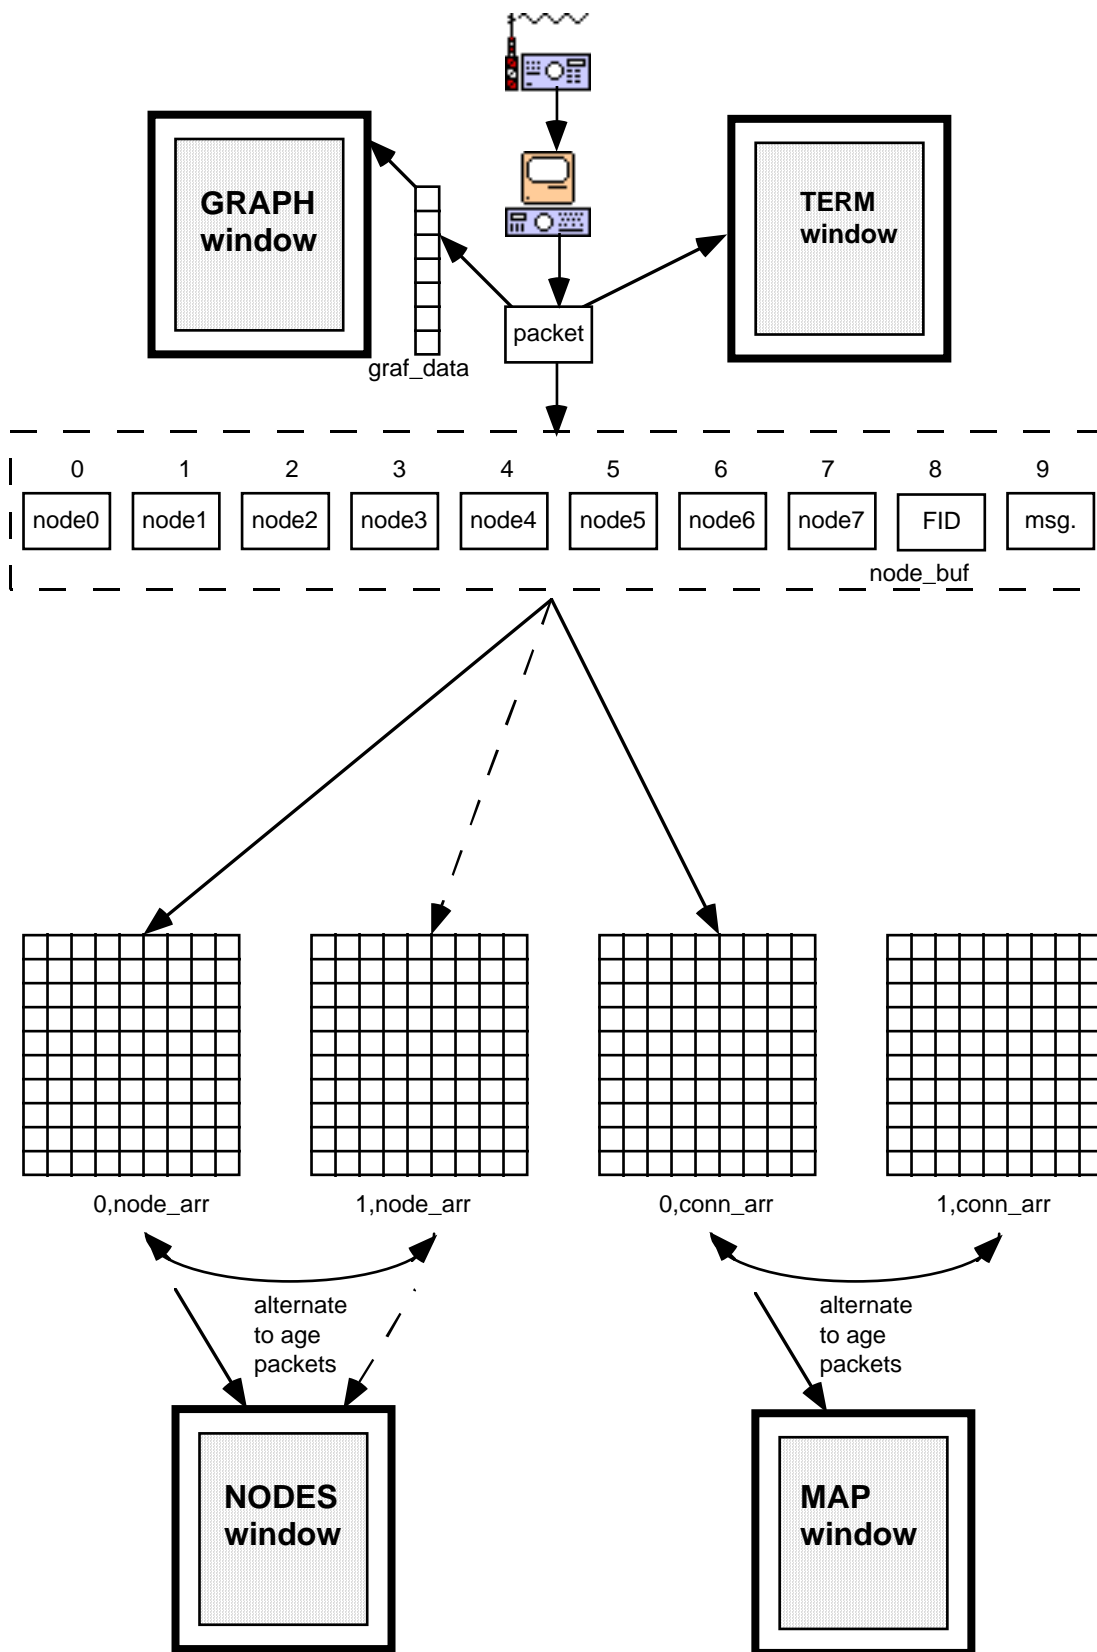 GRAPH
window
TERM
window
packet
graf_data
0 1 2 3 4 5 6 7 8 9
node0 node1 node2 node3 node4 node5 node6 node7 FID msg.
node_buf
0,node_arr 1,node_arr 0,conn_arr 1,conn_arr
alternate
to age
packets
alternate
to age
packets
NODES
window
MAP
window